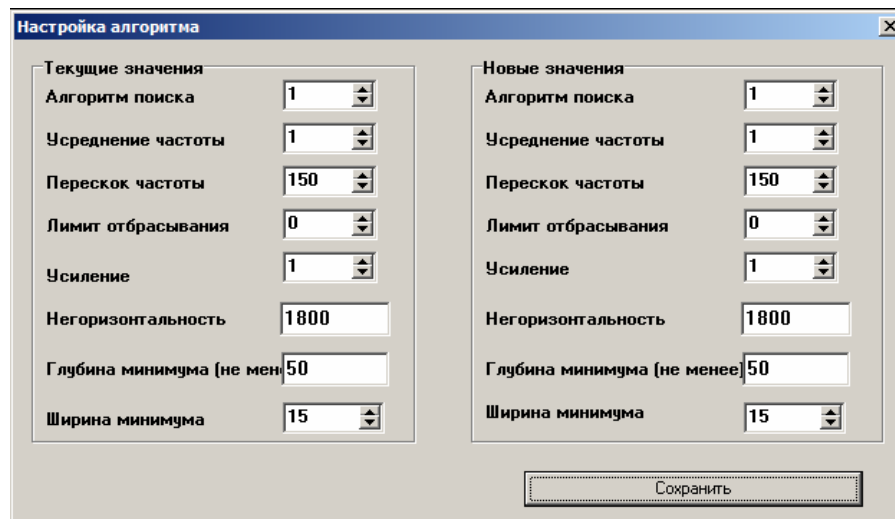 Настройка алгоритма
Текущие значения
Алгоритм поиска 1
Усреднение частоты 1
Перескок частоты 150
Лимит отбрасывания 0
Усиление 1
Негоризонтальность 1800
Глубина минимума (не мен 50
Ширина минимума 15
Новые значения
Алгоритм поиска 1
Усреднение частоты 1
Перескок частоты 150
Лимит отбрасывания 0
Усиление 1
Негоризонтальность 1800
Глубина минимума (не менее) 50
Ширина минимума 15
Сохранить